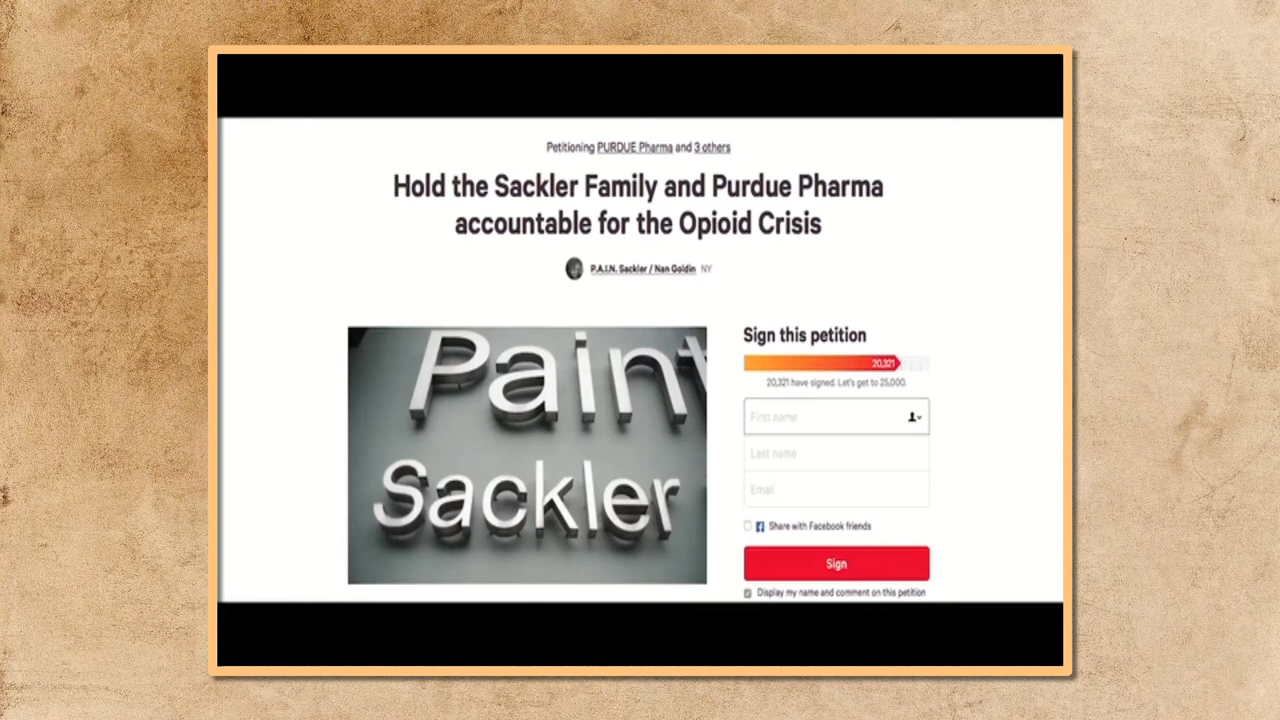 Petitioning PURDUE Pharma and 3 others
Hold the Sackler Family and Purdue Pharma
accountable for the Opioid Crisis
P.A.I.N. Sackler / Nan Goldin NY
Paint
Sackler
Sign this petition
20,321
20,321 have signed. Let's get to 25,000.
First name
Last name
Email
Share with Facebook friends
Sign
Display my name and comment on this petition